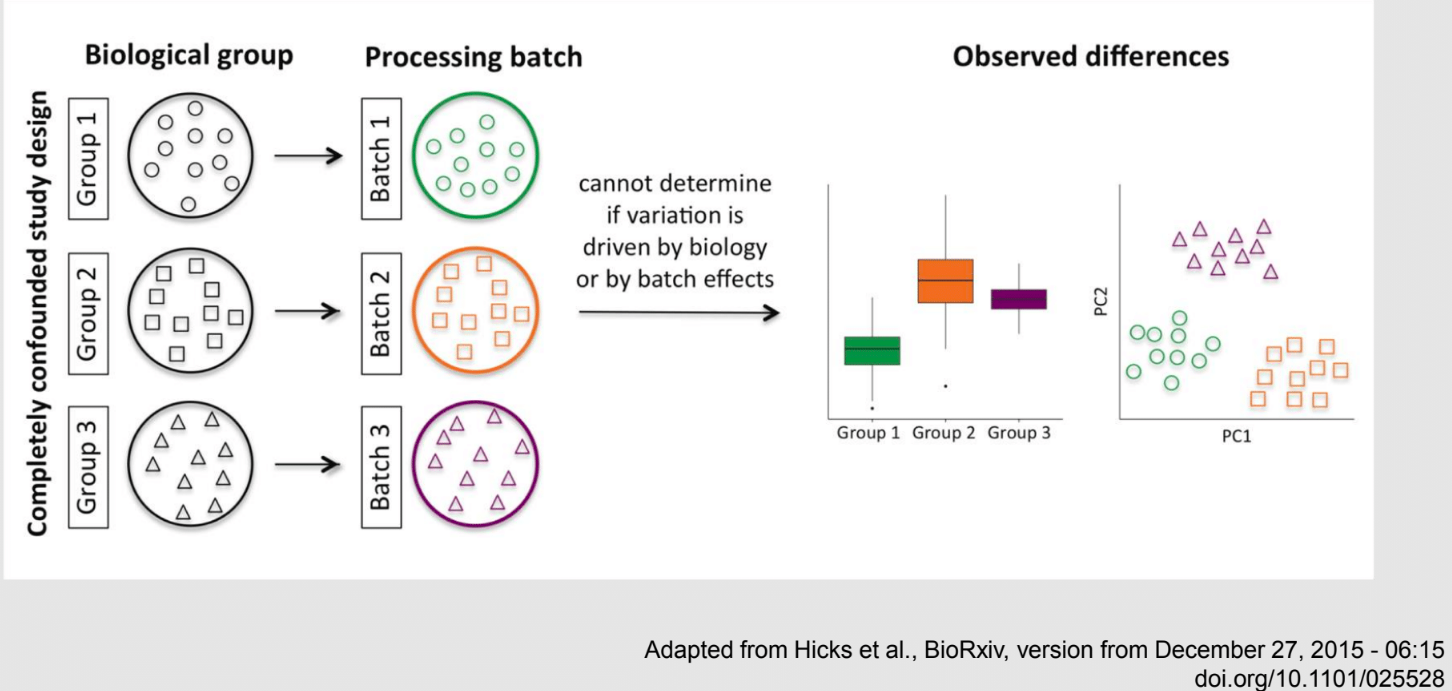 Biological group
Processing batch
Observed differences
Completely confounded study design
Group 1
Batch 1
Group 2
Batch 2
Group 3
Batch 3
cannot determine
if variation is
driven by biology
or by batch effects
Group 1 Group 2 Group 3
PC2
PC1
Adapted from Hicks et al., BioRxiv, version from December 27, 2015 - 06:15
doi.org/10.1101/025528